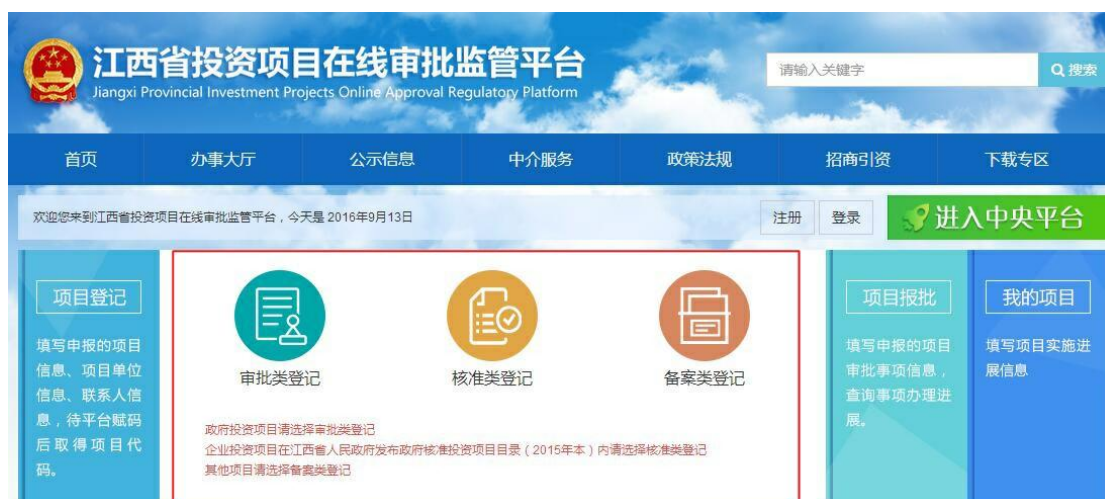 江西省投资项目在线审批监管平台
Jiangxi Provincial Investment Projects Online Approval Regulatory Platform
请输入关键字
搜索
首页
办事大厅
公示信息
中介服务
政策法规
招商引资
下载专区
欢迎您来到江西省投资项目在线审批监管平台，今天是 2016年9月13日
注册
登录
进入中央平台
项目登记
填写申报的项目
信息、项目单位
信息、联系人信
息，待平台赋码
后取得项目代
码。
审批类登记
核准类登记
备案类登记
政府投资项目请选择审批类登记
企业投资项目在江西省人民政府发布政府核准投资项目目录（2015年本）内请选择核准类登记
其他项目请选择备案类登记
项目报批
填写申报的项目
审批事项信息，
查询事项办理进
展。
我的项目
填写项目实施进
展信息